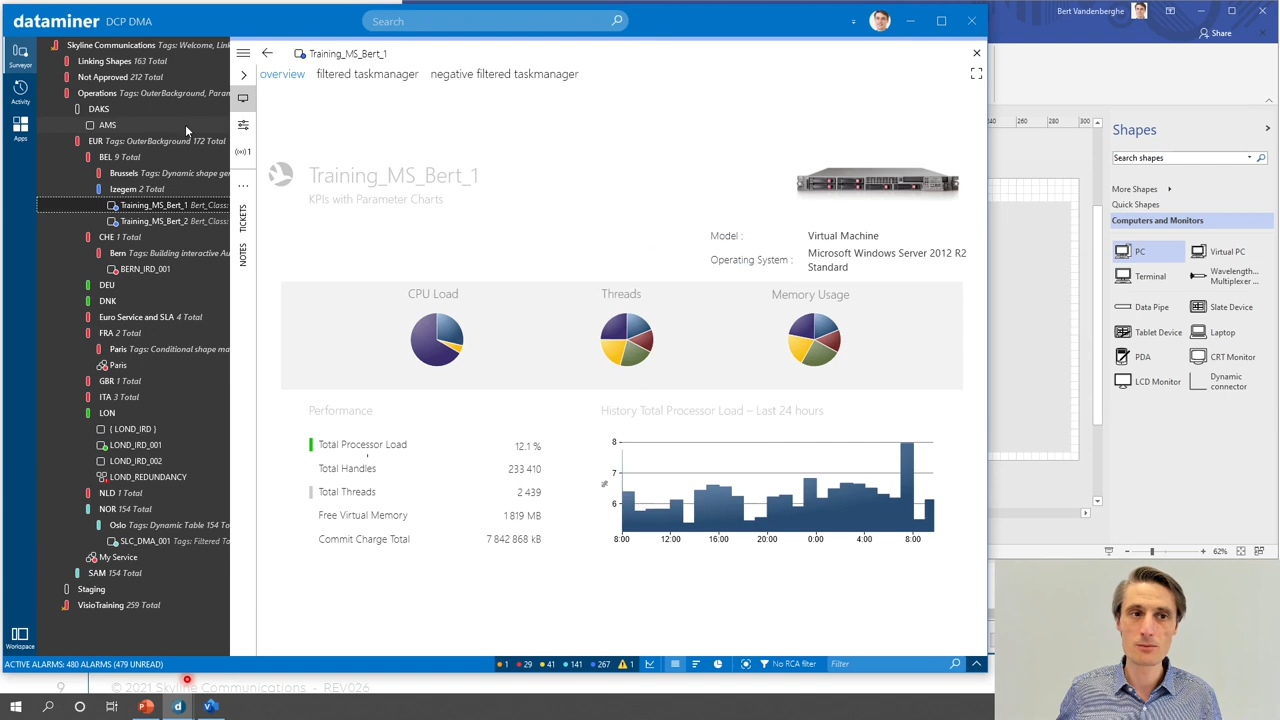 dataminer DCP DMA
Search
Bert Vandenberghe
Share
Surveyor
Activity
Apps
Workspace
Skyline Communications Tags: Welcome, Link
Linking Shapes 163 Total
Not Approved 212 Total
Operations Tags: OuterBackground, Param
DAKS
AMS
EUR Tags: OuterBackground 172 Total
BEL 9 Total
Brussels Tags: Dynamic shape gen
Izegem 2 Total
Training_MS_Bert_1 Bert_Class:
Training_MS_Bert_2 Bert_Class:
CHE 1 Total
Bern Tags: Building interactive Au
BERN_IRD_001
DEU
DNK
Euro Service and SLA 4 Total
FRA 2 Total
Paris Tags: Conditional shape ma
Paris
GBR 1 Total
ITA 3 Total
LON
{ LOND_IRD }
LOND_IRD_001
LOND_IRD_002
LOND_REDUNDANCY
NLD 1 Total
NOR 154 Total
Oslo Tags: Dynamic Table 154 To
SLC_DMA_001 Tags: Filtered Ta
My Service
SAM 154 Total
Staging
VisioTraining 259 Total
1
TICKETS
NOTES
Training_MS_Bert_1
overview filtered taskmanager negative filtered taskmanager
Training_MS_Bert_1
KPIs with Parameter Charts
Model : Virtual Machine
Operating System : Microsoft Windows Server 2012 R2
Standard
CPU Load Threads Memory Usage
Performance
Total Processor Load 12.1 %
Total Handles 233 410
Total Threads 2 439
Free Virtual Memory 1 819 MB
Commit Charge Total 7 842 868 kB
History Total Processor Load – Last 24 hours
8
7
%
6
8:00 12:00 16:00 20:00 0:00 4:00 8:00
ACTIVE ALARMS: 480 ALARMS (479 UNREAD)
1 29 41 141 267 1
No RCA filter
Filter
240 280 300
Shapes
Search shapes
More Shapes
Quick Shapes
Computers and Monitors
PC Virtual PC
Terminal Wavelength...
Multiplexer
Data Pipe Slate Device
Tablet Device Laptop
PDA CRT Monitor
LCD Monitor Dynamic
connector
62%
9 © 2021 Skyline Communications • REV026